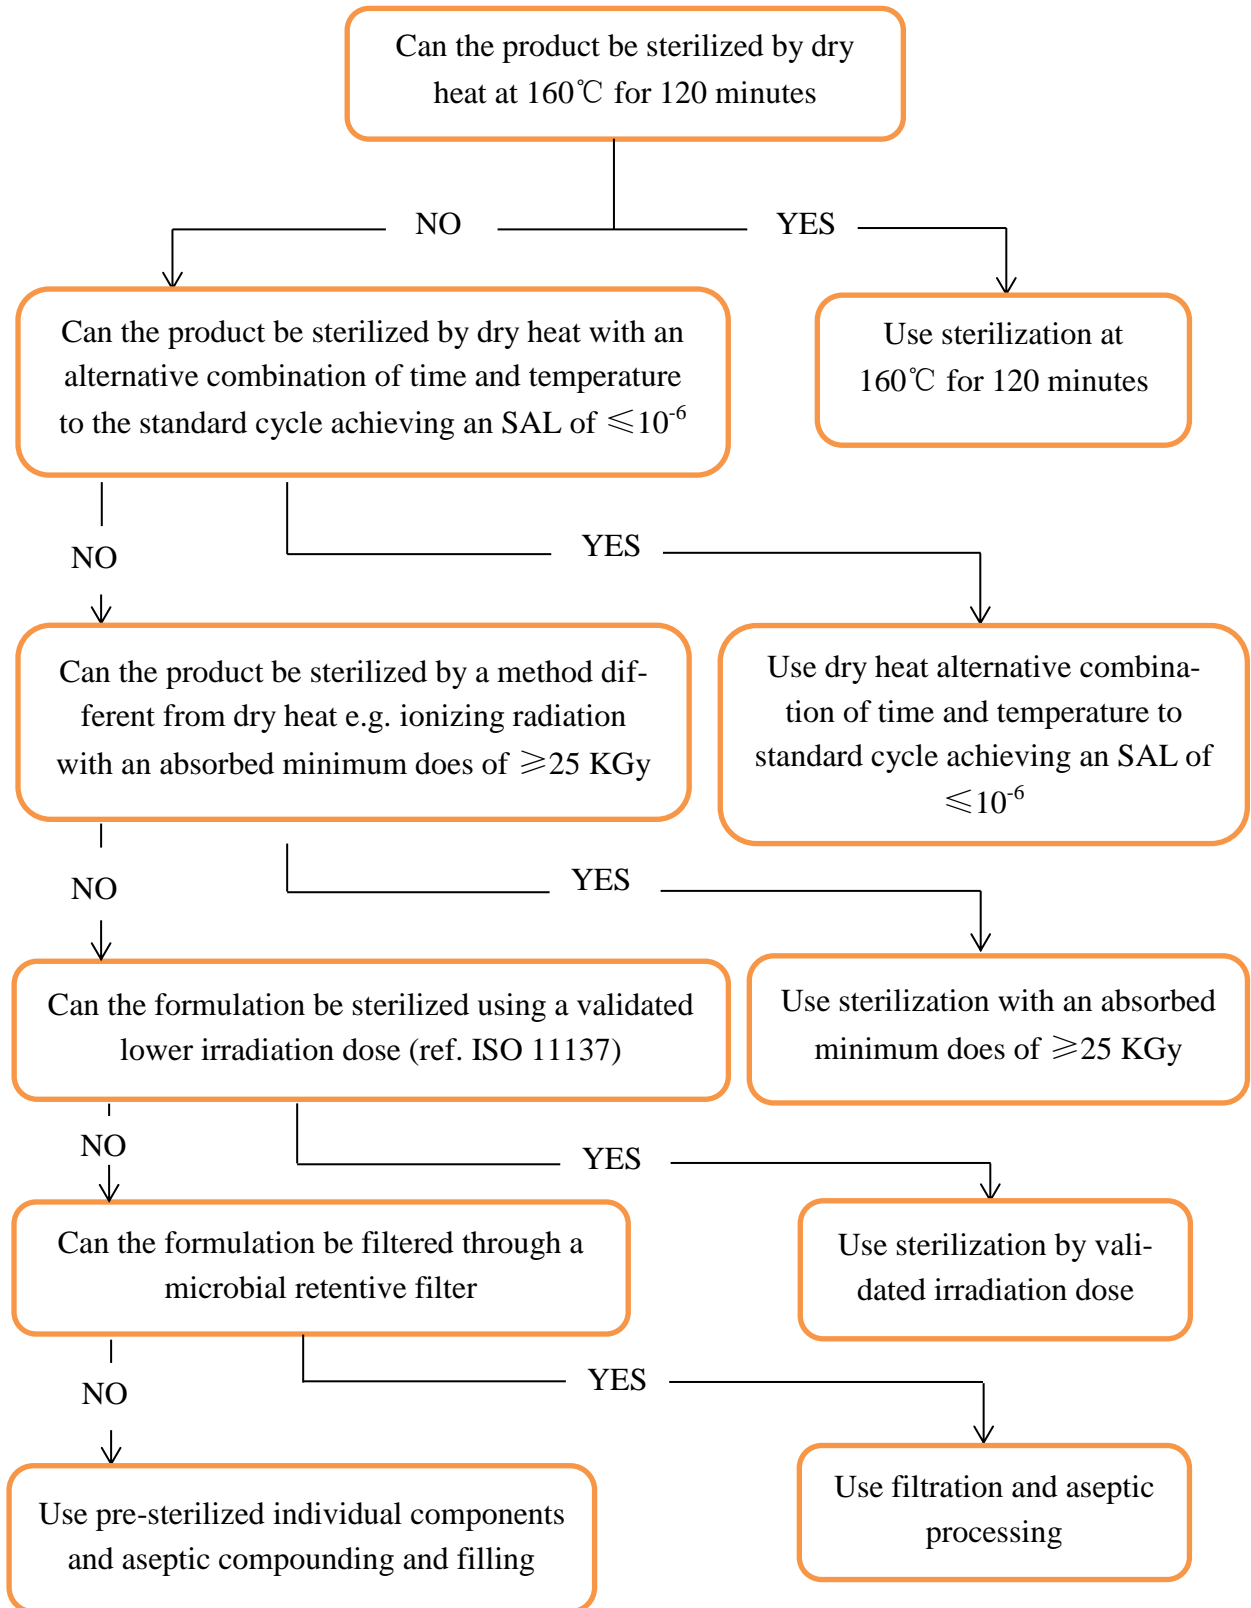 Can the product be sterilized by dry
heat at 160℃ for 120 minutes
NO
YES
Can the product be sterilized by dry heat with an
alternative combination of time and temperature
to the standard cycle achieving an SAL of ≤10-6
Use sterilization at
160℃ for 120 minutes
NO
YES
Can the product be sterilized by a method dif-
ferent from dry heat e.g. ionizing radiation
with an absorbed minimum does of ≥25 KGy
Use dry heat alternative combina-
tion of time and temperature to
standard cycle achieving an SAL of
≤10-6
NO
YES
Can the formulation be sterilized using a validated
lower irradiation dose (ref. ISO 11137)
Use sterilization with an absorbed
minimum does of ≥25 KGy
NO
YES
Can the formulation be filtered through a
microbial retentive filter
Use sterilization by vali-
dated irradiation dose
NO
YES
Use pre-sterilized individual components
and aseptic compounding and filling
Use filtration and aseptic
processing